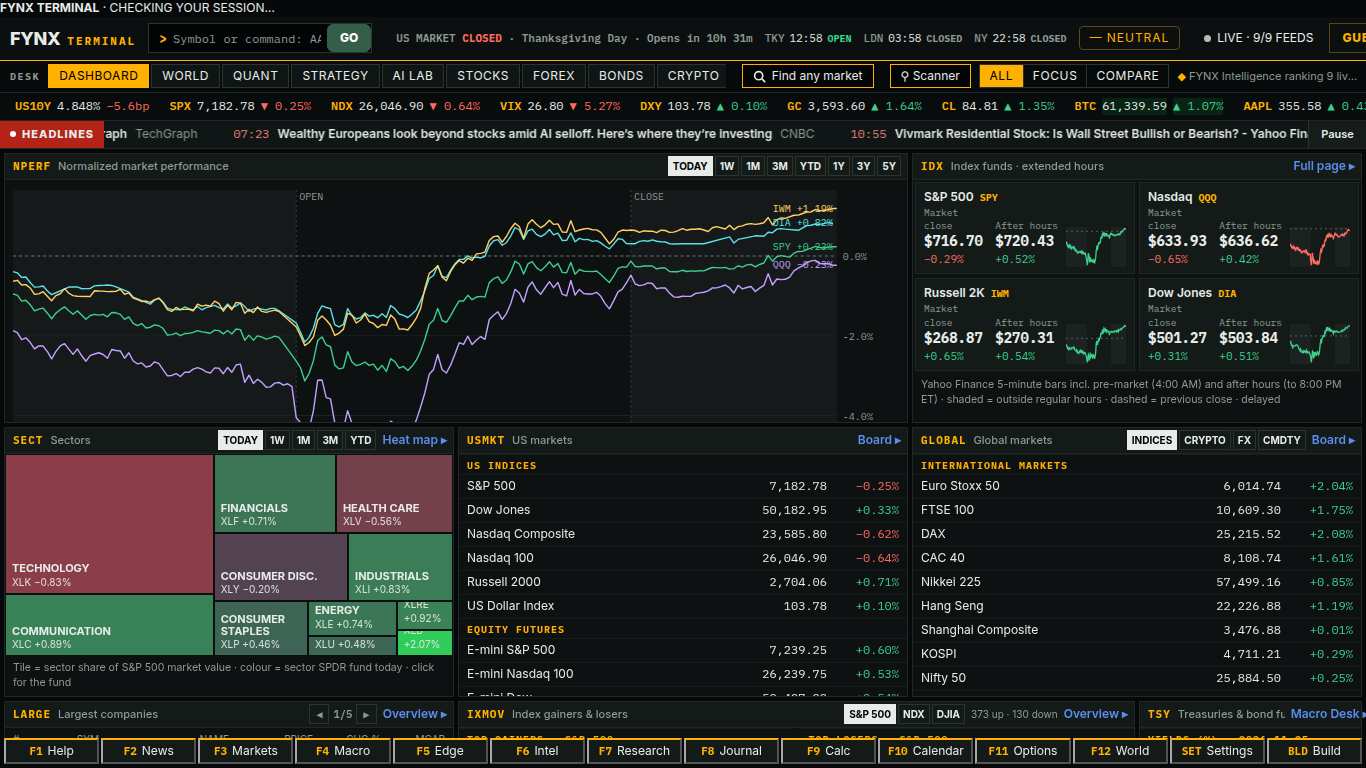 FYNX TERMINAL · CHECKING YOUR SESSION...
FYNX TERMINAL > Symbol or command: GO US MARKET CLOSED · Thanksgiving Day · Opens in 10h 31m TKY 12:58 OPEN LDN 03:58 CLOSED NY 22:58 CLOSED — NEUTRAL ● LIVE · 9/9 FEEDS
DESK DASHBOARD WORLD QUANT STRATEGY AI LAB STOCKS FOREX BONDS CRYPTO Find any market Scanner ALL FOCUS COMPARE ◆ FYNX Intelligence ranking 9 liv...
US10Y 4.848% −5.6bp SPX 7,182.78 ▼ 0.25% NDX 26,046.90 ▼ 0.64% VIX 26.80 ▼ 5.27% DXY 103.78 ▲ 0.10% GC 3,593.60 ▲ 1.64% CL 84.81 ▲ 1.35% BTC 61,339.59 ▲ 1.07% AAPL 355.58 ▲
● HEADLINES raph TechGraph 07:23 Wealthy Europeans look beyond stocks amid AI selloff. Here's where they're investing CNBC 10:55 Vivmark Residential Stock: Is Wall Street Bullish or Bearish? - Yahoo Fin Pause
NPERF Normalized market performance TODAY 1W 1M 3M YTD 1Y 3Y 5Y
OPEN CLOSE
IWM +1.19%
DIA +0.82%
SPY +0.22%
QQQ −0.23%
0.0%
-2.0%
-4.0%
IDX Index funds · extended hours Full page ▸
S&P 500 SPY
Market close After hours
$716.70 $720.43
−0.29% +0.52%
Nasdaq QQQ
Market close After hours
$633.93 $636.62
−0.65% +0.42%
Russell 2K IWM
Market close After hours
$268.87 $270.31
+0.65% +0.54%
Dow Jones DIA
Market close After hours
$501.27 $503.84
+0.31% +0.51%
Yahoo Finance 5-minute bars incl. pre-market (4:00 AM) and after hours (to 8:00 PM
ET) · shaded = outside regular hours · dashed = previous close · delayed
SECT Sectors TODAY 1W 1M 3M YTD Heat map ▸
TECHNOLOGY
XLK −0.83%
COMMUNICATION
XLC +0.89%
FINANCIALS
XLF +0.71%
HEALTH CARE
XLV −0.56%
CONSUMER DISC.
XLY −0.20%
INDUSTRIALS
XLI +0.83%
CONSUMER
STAPLES
XLP +0.46%
ENERGY
XLE +0.74%
XLU +0.48%
XLRE
+0.92%
+2.07%
Tile = sector share of S&P 500 market value · colour = sector SPDR fund today · click
for the fund
USMKT US markets Board ▸
US INDICES
S&P 500 7,182.78 −0.25%
Dow Jones 50,182.95 +0.33%
Nasdaq Composite 23,585.80 −0.62%
Nasdaq 100 26,046.90 −0.64%
Russell 2000 2,704.06 +0.71%
US Dollar Index 103.78 +0.10%
EQUITY FUTURES
E-mini S&P 500 7,239.25 +0.60%
E-mini Nasdaq 100 26,239.75 +0.53%
E-mini Dow
GLOBAL Global markets INDICES CRYPTO FX CMDTY Board ▸
INTERNATIONAL MARKETS
Euro Stoxx 50 6,014.74 +2.04%
FTSE 100 10,609.30 +1.75%
DAX 25,215.52 +2.08%
CAC 40 8,108.74 +1.61%
Nikkei 225 57,499.16 +0.85%
Hang Seng 22,226.88 +1.19%
Shanghai Composite 3,476.88 +0.01%
KOSPI 4,711.21 +0.29%
Nifty 50 25,884.50 +0.25%
LARGE Largest companies ◂ 1/5 ▸ Overview ▸
IXMOV Index gainers & losers S&P 500 NDX DJIA 373 up · 130 down Overview ▸
TSY Treasuries & bond fu Macro Desk ▸
F1 Help F2 News F3 Markets F4 Macro F5 Edge F6 Intel F7 Research F8 Journal F9 Calc F10 Calendar F11 Options F12 World SET Settings BLD Build